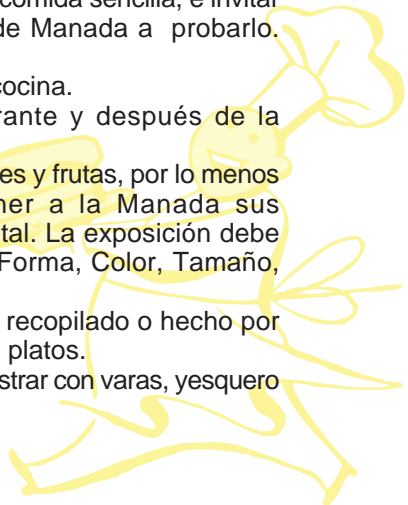 comida sencilla, e invitar
de Manada a probarlo.
cocina.
rante y después de la
es y frutas, por lo menos
ner a la Manada sus
tal. La exposición debe
Forma, Color, Tamaño,
recopilado o hecho por
platos.
strar con varas, yesquero